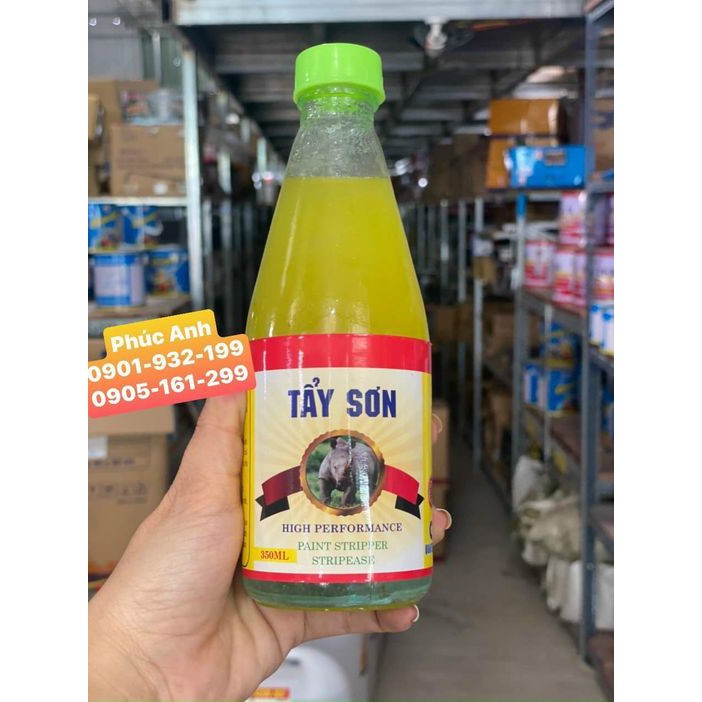 Phúc Anh
0901-932-199
0905-161-299
TẨY SƠN
HIGH PERFORMANCE
PAINT STRIPPER
350ML
STRIPEASE